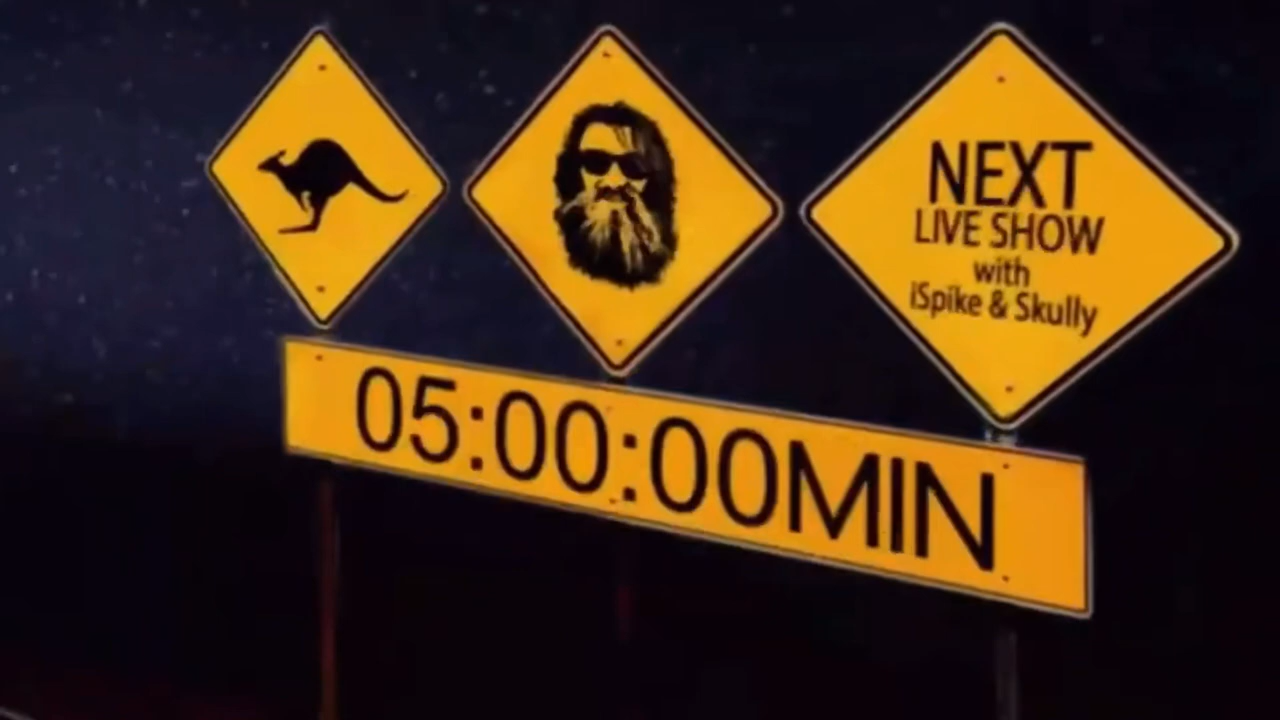 NEXT
LIVE SHOW
with
iSpike & Skully
05:00:00MIN